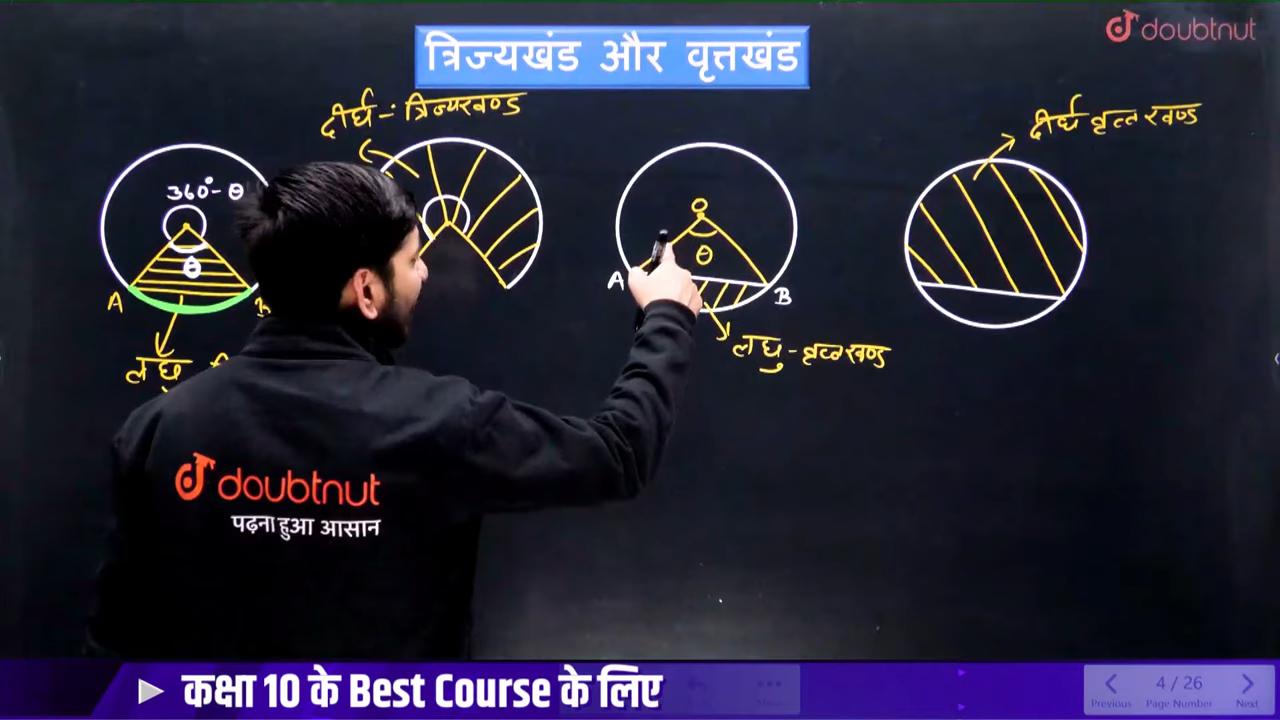 त्रिज्यखंड और वृत्तखंड
doubtnut
दीर्घ-त्रिज्यखण्ड
दीर्घ वृत्तखण्ड
360°-θ
θ
A
O
θ
A
B
लघु-वृत्तखण्ड
लघु
doubtnut
पढ़ना हुआ आसान
कक्षा 10 के Best Course के लिए
4 / 26
Previous Page Number Next